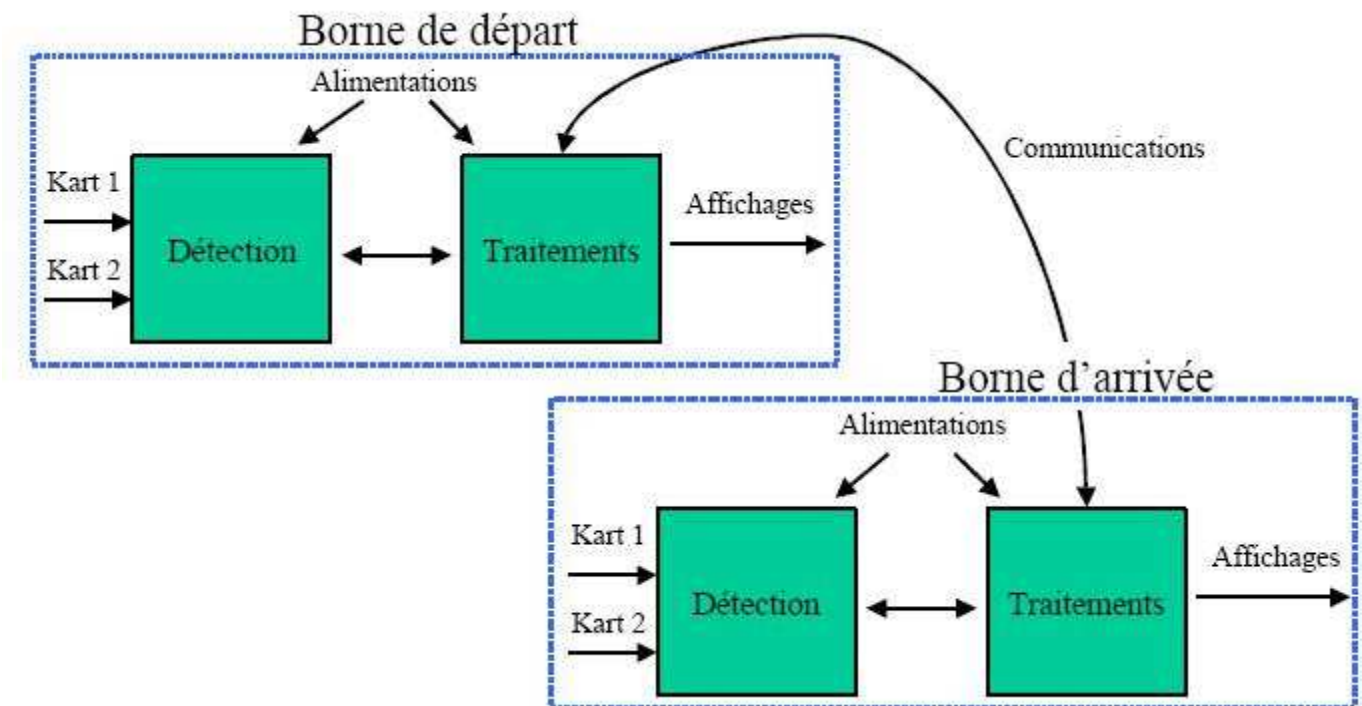 Borne de départ
Alimentations
Communications
Kart 1
Affichages
Détection
Traitements
Kart 2
Borne d’arrivée
Alimentations
Kart 1
Affichages
Détection
Traitements
Kart 2